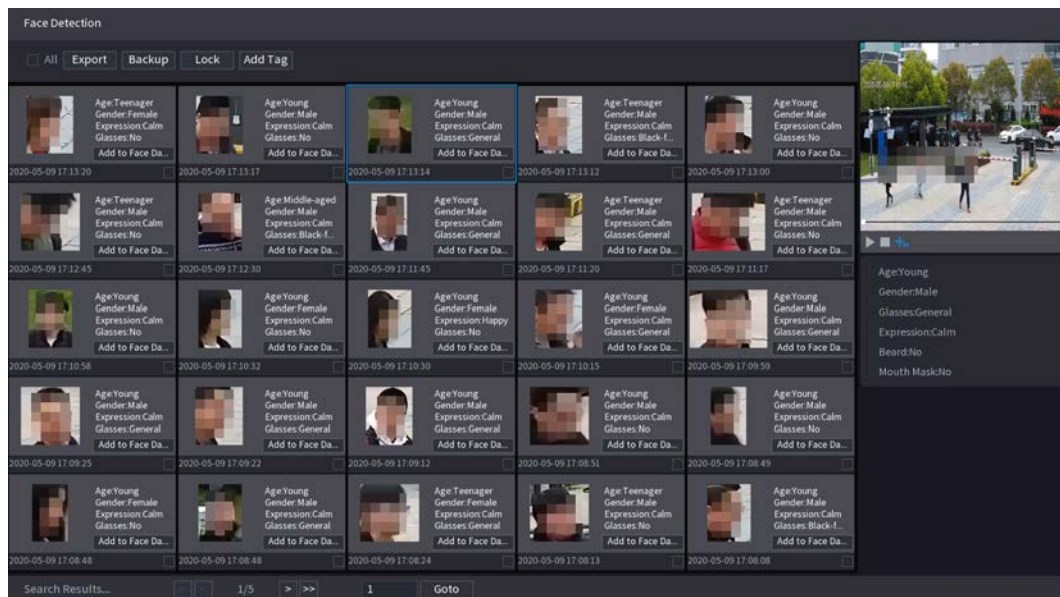 Face Detection
All Export Backup Lock Add Tag
Age:Teenager
Gender:Female
Expression:Calm
Glasses:No
Add to Face Da...
2020-05-09 17:13:20
Age:Young
Gender:Male
Expression:Calm
Glasses:No
Add to Face Da...
2020-05-09 17:13:17
Age:Young
Gender:Male
Expression:Calm
Glasses:General
Add to Face Da...
2020-05-09 17:13:14
Age:Teenager
Gender:Male
Expression:Calm
Glasses:Black-f...
Add to Face Da...
2020-05-09 17:13:12
Age:Young
Gender:Male
Expression:Calm
Glasses:No
Add to Face Da...
2020-05-09 17:13:00
Age:Teenager
Gender:Male
Expression:Calm
Glasses:No
Add to Face Da...
2020-05-09 17:12:45
Age:Middle-aged
Gender:Male
Expression:Calm
Glasses:Black-f...
Add to Face Da...
2020-05-09 17:12:30
Age:Young
Gender:Male
Expression:Calm
Glasses:General
Add to Face Da...
2020-05-09 17:11:45
Age:Teenager
Gender:Male
Expression:Calm
Glasses:General
Add to Face Da...
2020-05-09 17:11:20
Age:Teenager
Gender:Male
Expression:Calm
Glasses:No
Add to Face Da...
2020-05-09 17:11:17
Age:Young
Gender:Male
Expression:Calm
Glasses:No
Add to Face Da...
2020-05-09 17:10:58
Age:Young
Gender:Female
Expression:Calm
Glasses:No
Add to Face Da...
2020-05-09 17:10:32
Age:Young
Gender:Female
Expression:Happy
Glasses:No
Add to Face Da...
2020-05-09 17:10:30
Age:Young
Gender:Female
Expression:Calm
Glasses:General
Add to Face Da...
2020-05-09 17:10:15
Age:Young
Gender:Male
Expression:Calm
Glasses:General
Add to Face Da...
2020-05-09 17:09:59
Age:Young
Gender:Male
Expression:Calm
Glasses:General
Add to Face Da...
2020-05-09 17:09:25
Age:Young
Gender:Male
Expression:Calm
Glasses:General
Add to Face Da...
2020-05-09 17:09:22
Age:Young
Gender:Male
Expression:Calm
Glasses:General
Add to Face Da...
2020-05-09 17:09:12
Age:Young
Gender:Male
Expression:Calm
Glasses:No
Add to Face Da...
2020-05-09 17:08:51
Age:Young
Gender:Male
Expression:Calm
Glasses:No
Add to Face Da...
2020-05-09 17:08:49
Age:Young
Gender:Female
Expression:Calm
Glasses:No
Add to Face Da...
2020-05-09 17:08:48
Age:Young
Gender:Male
Expression:Calm
Glasses:General
Add to Face Da...
2020-05-09 17:08:48
Age:Teenager
Gender:Female
Expression:Calm
Glasses:General
Add to Face Da...
2020-05-09 17:08:24
Age:Teenager
Gender:Male
Expression:Calm
Glasses:No
Add to Face Da...
2020-05-09 17:08:13
Age:Young
Gender:Male
Expression:Calm
Glasses:Black-f...
Add to Face Da...
2020-05-09 17:08:08
Age:Young
Gender:Male
Glasses:General
Expression:Calm
Beard:No
Mouth Mask:No
Search Results... 1/5 > >> 1 Goto